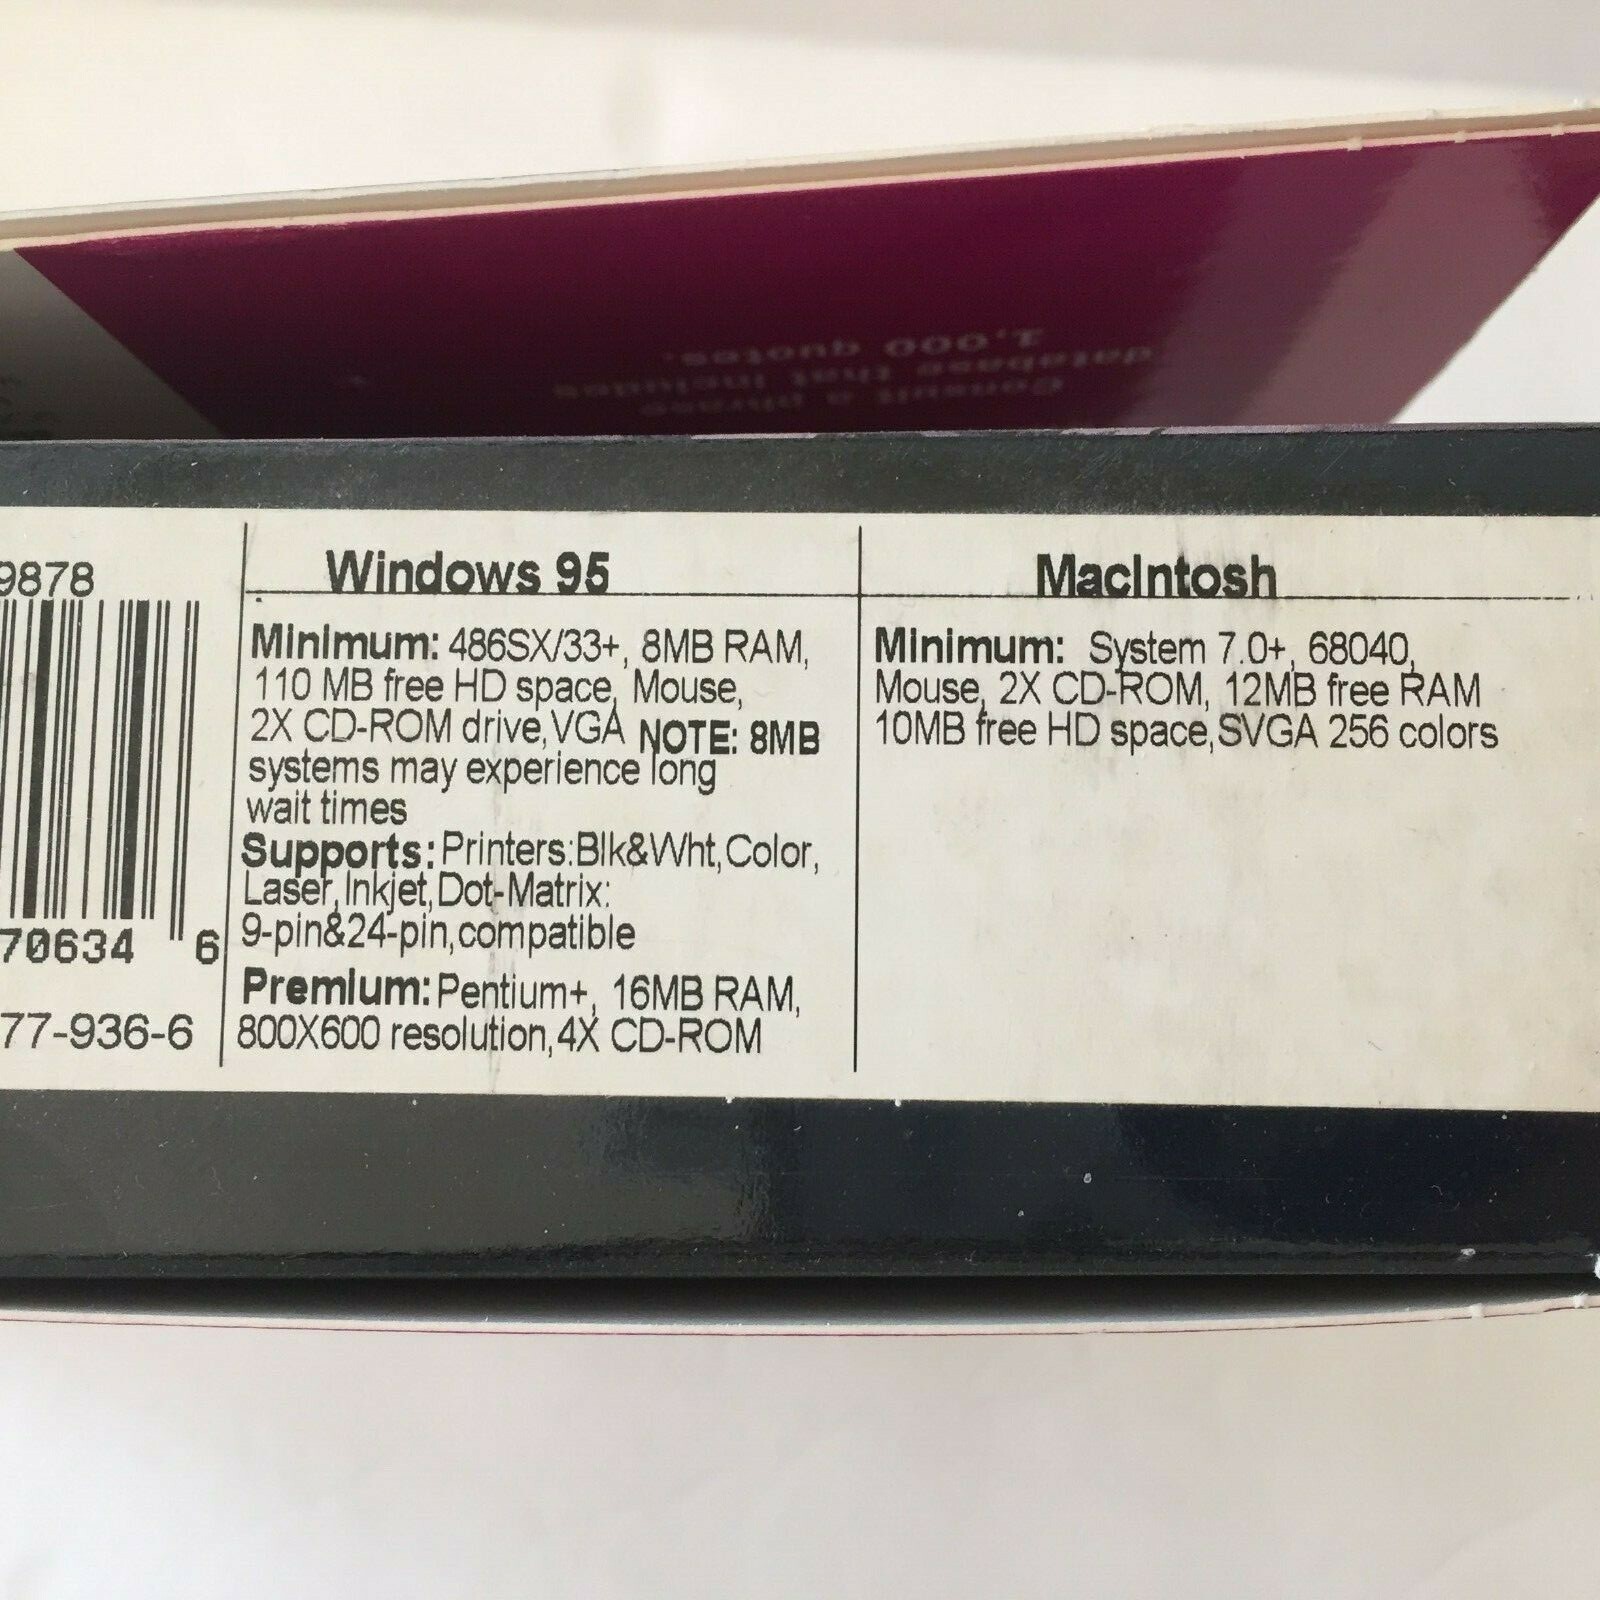 Consult a phrase
database that includes
1,000 quotes.
9878
70634 6
77-936-6
Windows 95
Minimum: 486SX/33+, 8MB RAM,
110 MB free HD space, Mouse,
2X CD-ROM drive,VGA NOTE: 8MB
systems may experience long
wait times
Supports: Printers:Blk&Wht,Color,
Laser,Inkjet,Dot-Matrix:
9-pin&24-pin,compatible
Premium: Pentium+, 16MB RAM,
800X600 resolution,4X CD-ROM
MacIntosh
Minimum: System 7.0+, 68040,
Mouse, 2X CD-ROM, 12MB free RAM
10MB free HD space,SVGA 256 colors